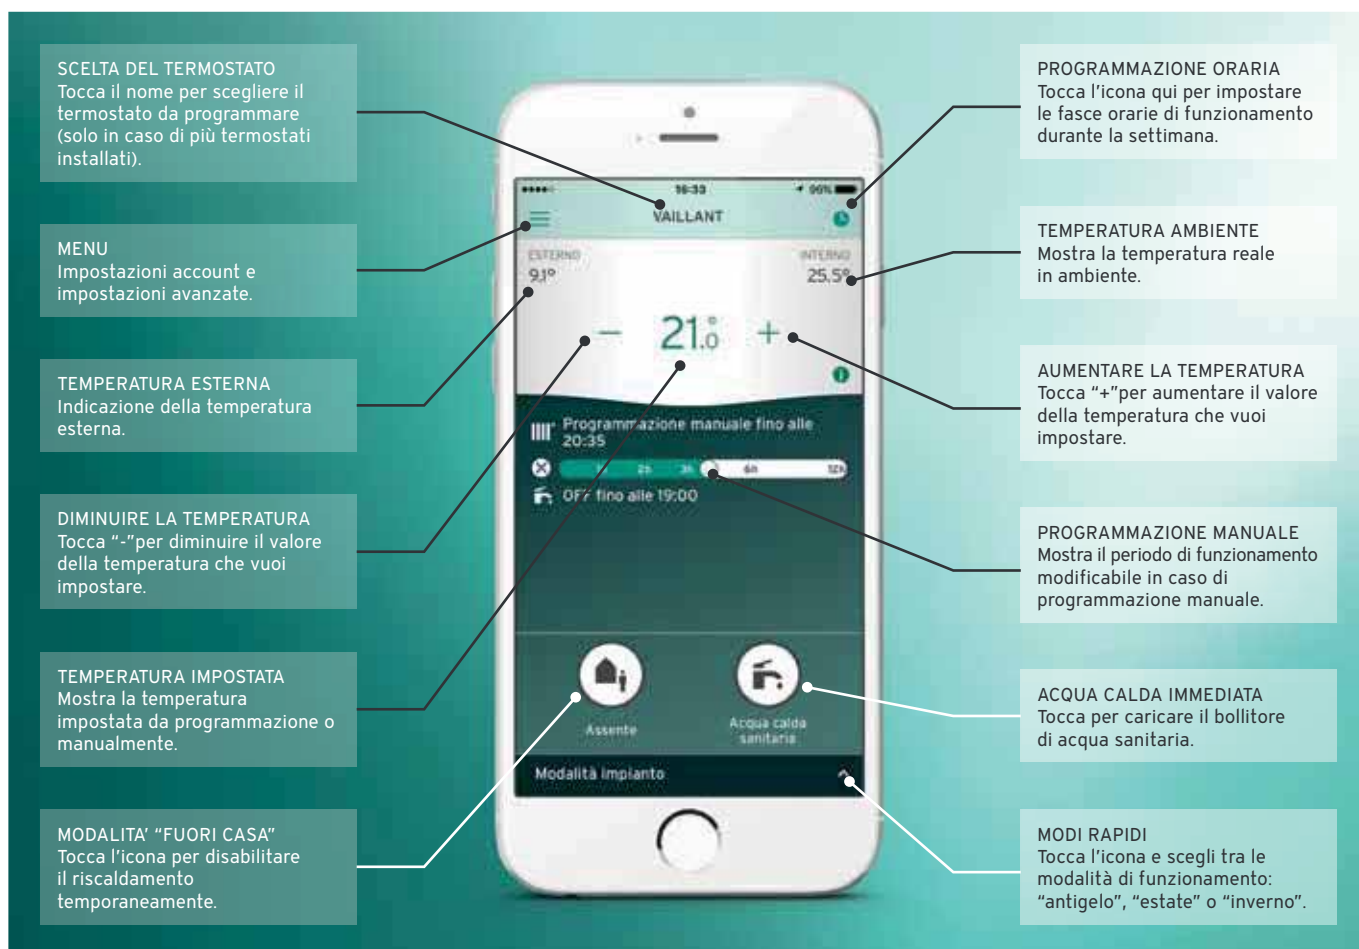 SCELTA DEL TERMOSTATO
Tocca il nome per scegliere il
termostato da programmare
(solo in caso di più termostati
installati).
MENU
Impostazioni account e
impostazioni avanzate.
TEMPERATURA ESTERNA
Indicazione della temperatura
esterna.
DIMINUIRE LA TEMPERATURA
Tocca “-”per diminuire il valore
della temperatura che vuoi
impostare.
TEMPERATURA IMPOSTATA
Mostra la temperatura
impostata da programmazione o
manualmente.
MODALITA’ “FUORI CASA”
Tocca l’icona per disabilitare
il riscaldamento
temporaneamente.
16:33
96%
VAILLANT
ESTERNO
9.1°
INTERNO
25.5°
− 21.0° +
Programmazione manuale fino alle
20:35
2h 3h 6h 12h
OFF fino alle 19:00
Assente
Acqua calda
sanitaria
Modalità Impianto
PROGRAMMAZIONE ORARIA
Tocca l’icona qui per impostare
le fasce orarie di funzionamento
durante la settimana.
TEMPERATURA AMBIENTE
Mostra la temperatura reale
in ambiente.
AUMENTARE LA TEMPERATURA
Tocca “+”per aumentare il valore
della temperatura che vuoi
impostare.
PROGRAMMAZIONE MANUALE
Mostra il periodo di funzionamento
modificabile in caso di
programmazione manuale.
ACQUA CALDA IMMEDIATA
Tocca per caricare il bollitore
di acqua sanitaria.
MODI RAPIDI
Tocca l’icona e scegli tra le
modalità di funzionamento:
“antigelo”, “estate” o “inverno”.